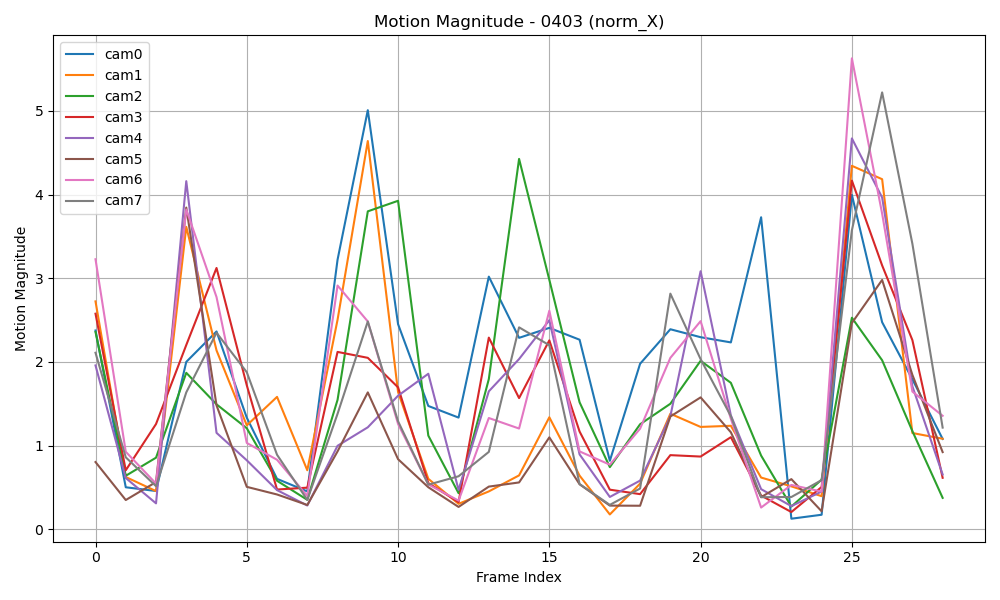 Motion Magnitude - 0403 (norm_X)
cam0
cam1
cam2
cam3
cam4
cam5
cam6
cam7
Motion Magnitude
5
4
3
2
1
0
0 5 10 15 20 25
Frame Index